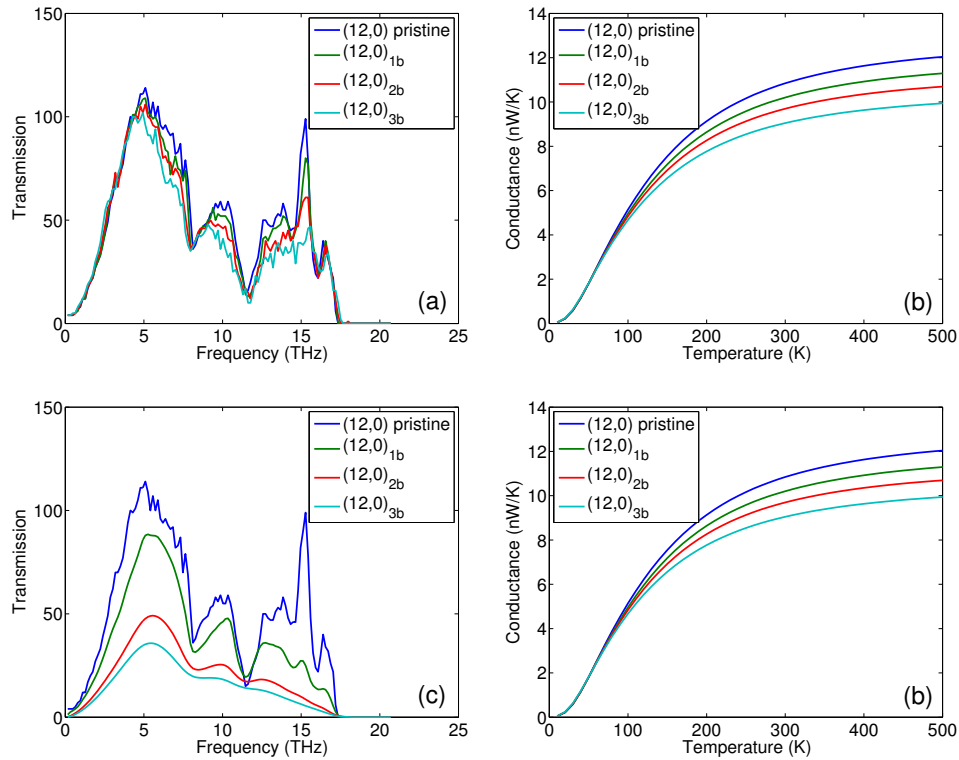 150
100
50
0
Transmission
(12,0) pristine
(12,0)1b
(12,0)2b
(12,0)3b
(a)
0 5 10 15 20 25
Frequency (THz)
14
12
10
8
6
4
2
0
Conductance (nW/K)
(12,0) pristine
(12,0)1b
(12,0)2b
(12,0)3b
(b)
0 100 200 300 400 500
Temperature (K)
150
100
50
0
Transmission
(12,0) pristine
(12,0)1b
(12,0)2b
(12,0)3b
(c)
0 5 10 15 20 25
Frequency (THz)
14
12
10
8
6
4
2
0
Conductance (nW/K)
(12,0) pristine
(12,0)1b
(12,0)2b
(12,0)3b
(b)
0 100 200 300 400 500
Temperature (K)